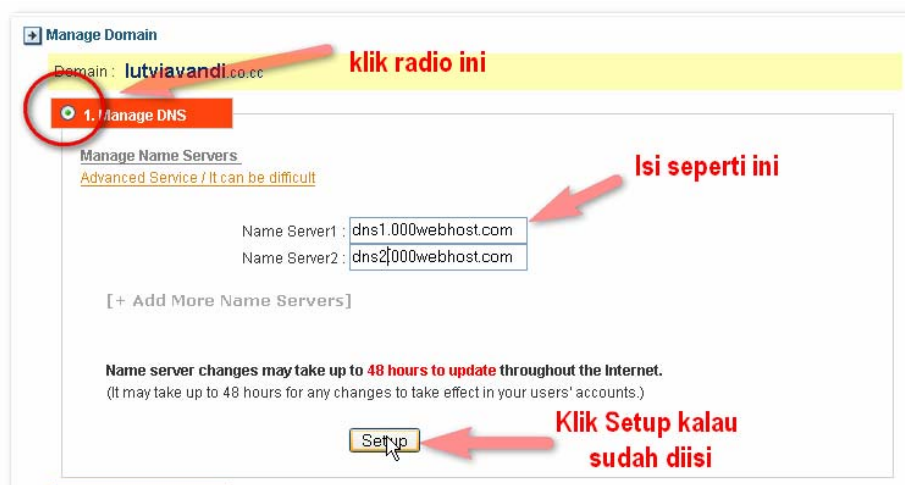 Manage Domain
klik radio ini
Domain : lutviavandi.co.cc
1. Manage DNS
Manage Name Servers
Advanced Service / It can be difficult
Isi seperti ini
Name Server1 : dns1.000webhost.com
Name Server2 : dns2.000webhost.com
[+ Add More Name Servers]
Name server changes may take up to 48 hours to update throughout the Internet.
(It may take up to 48 hours for any changes to take effect in your users' accounts.)
Klik Setup kalau
sudah diisi
Setup